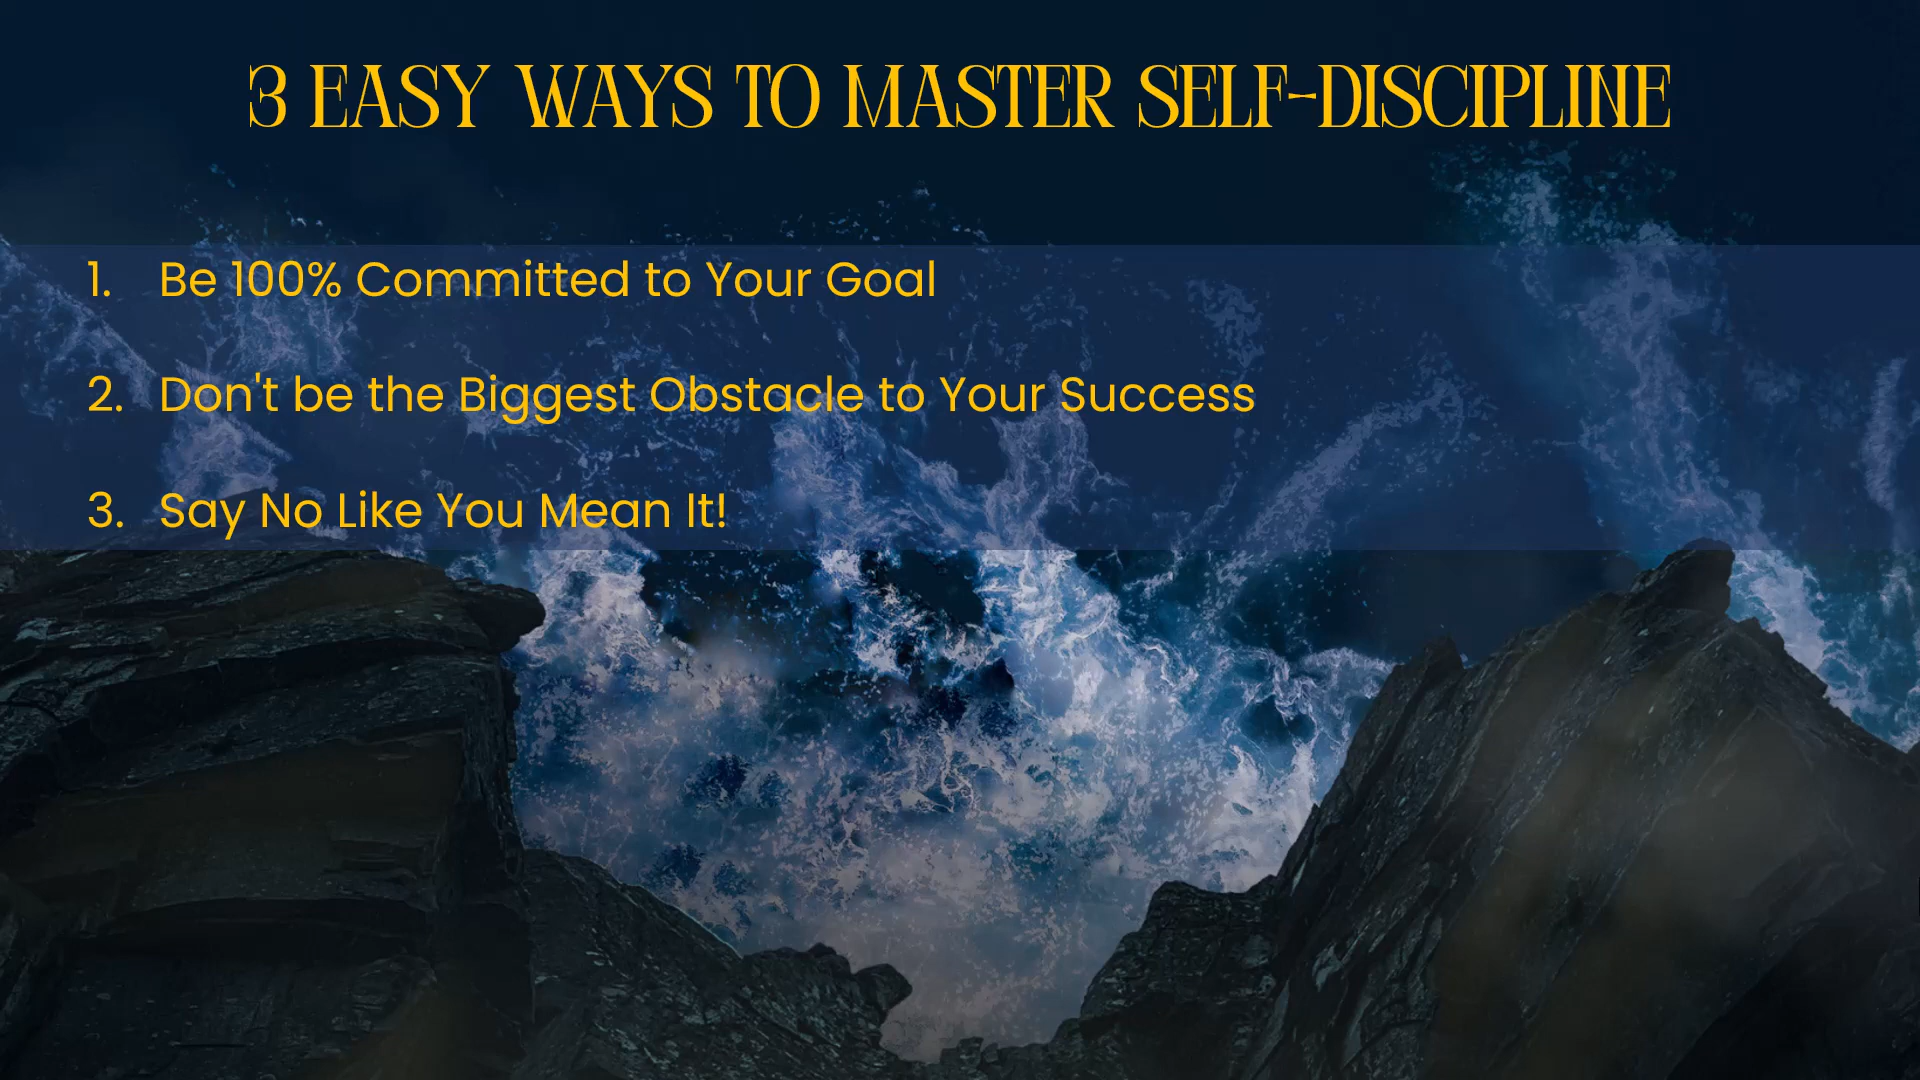 3 EASY WAYS TO MASTER SELF-DISCIPLINE
1. Be 100% Committed to Your Goal
2. Don't be the Biggest Obstacle to Your Success
3. Say No Like You Mean It!